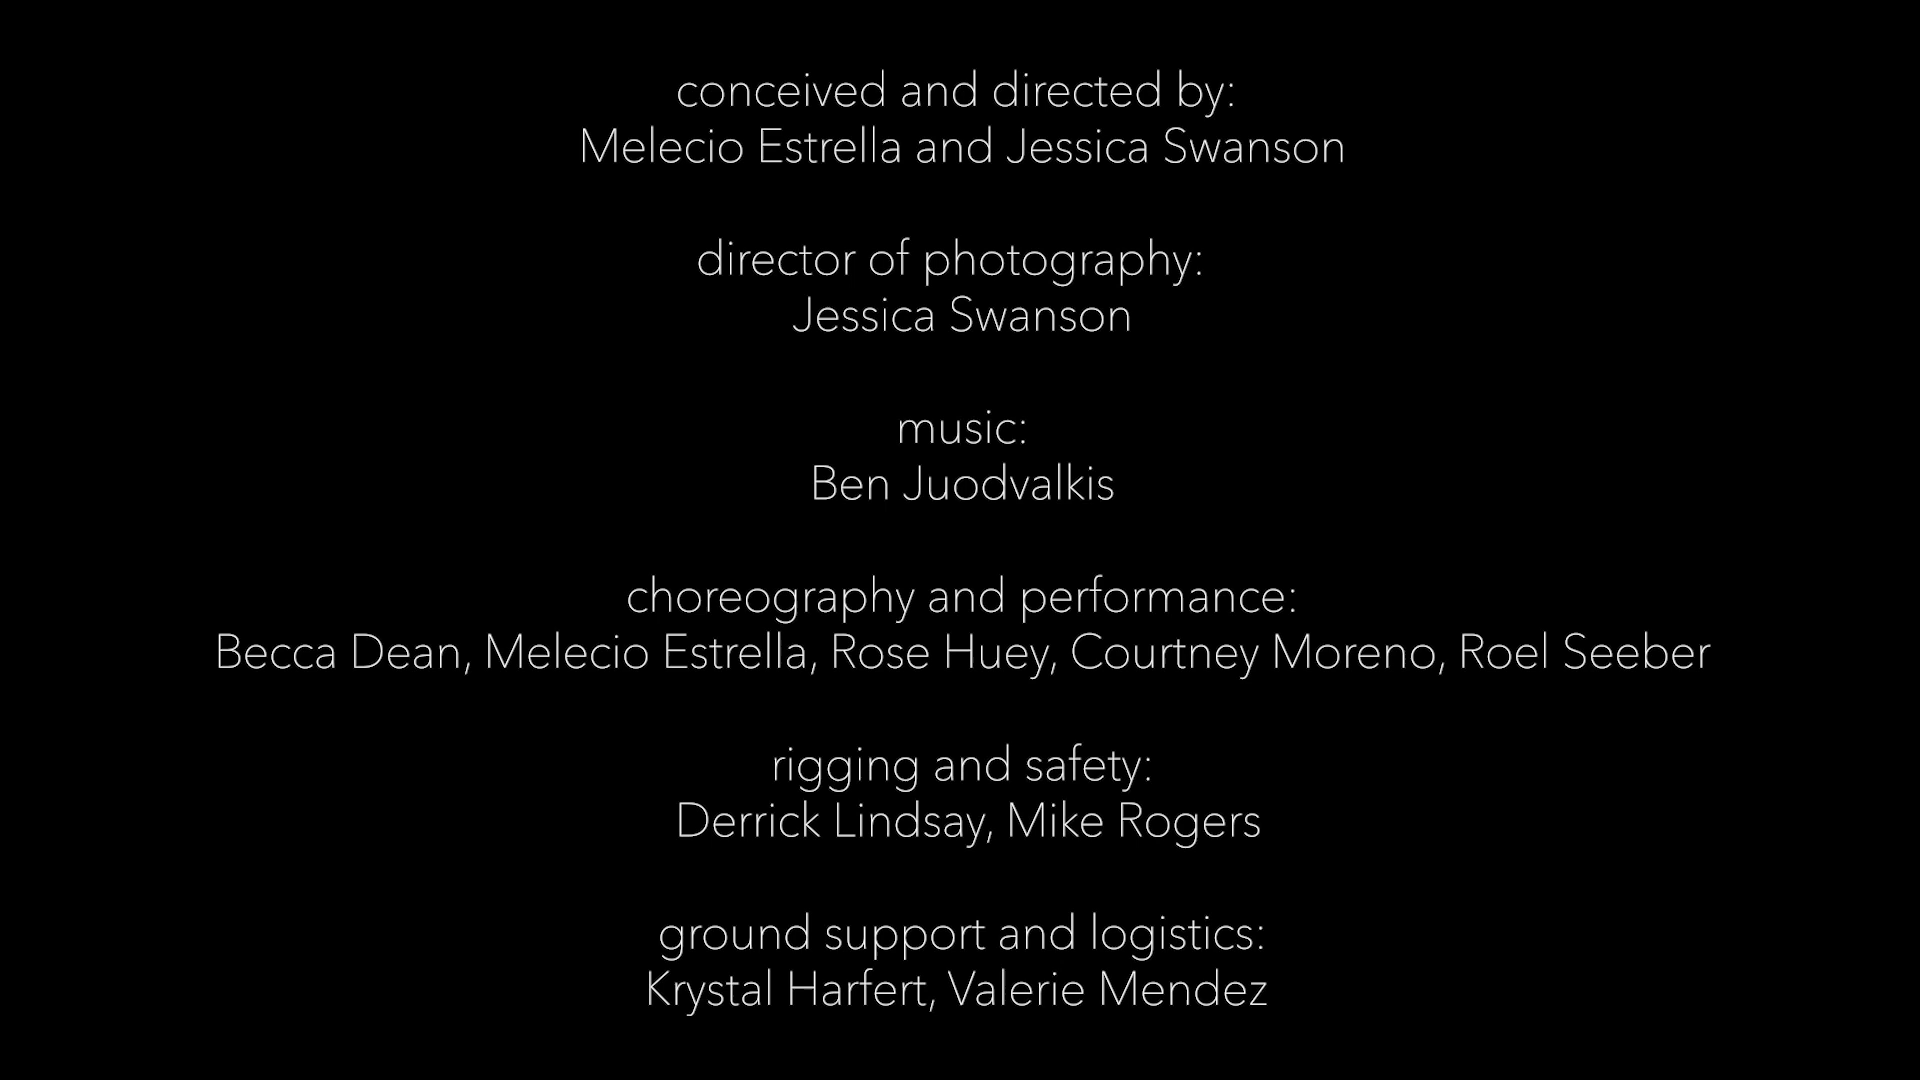 conceived and directed by:
Melecio Estrella and Jessica Swanson
director of photography:
Jessica Swanson
music:
Ben Juodvalkis
choreography and performance:
Becca Dean, Melecio Estrella, Rose Huey, Courtney Moreno, Roel Seeber
rigging and safety:
Derrick Lindsay, Mike Rogers
ground support and logistics:
Krystal Harfert, Valerie Mendez